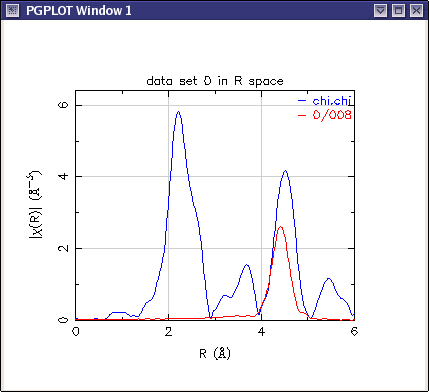 PGPLOT Window 1
data set 0 in R space
chi.chi
0/008
6
4
2
0
|χ(R)| (Å⁻³)
0 2 4 6
R (Å)